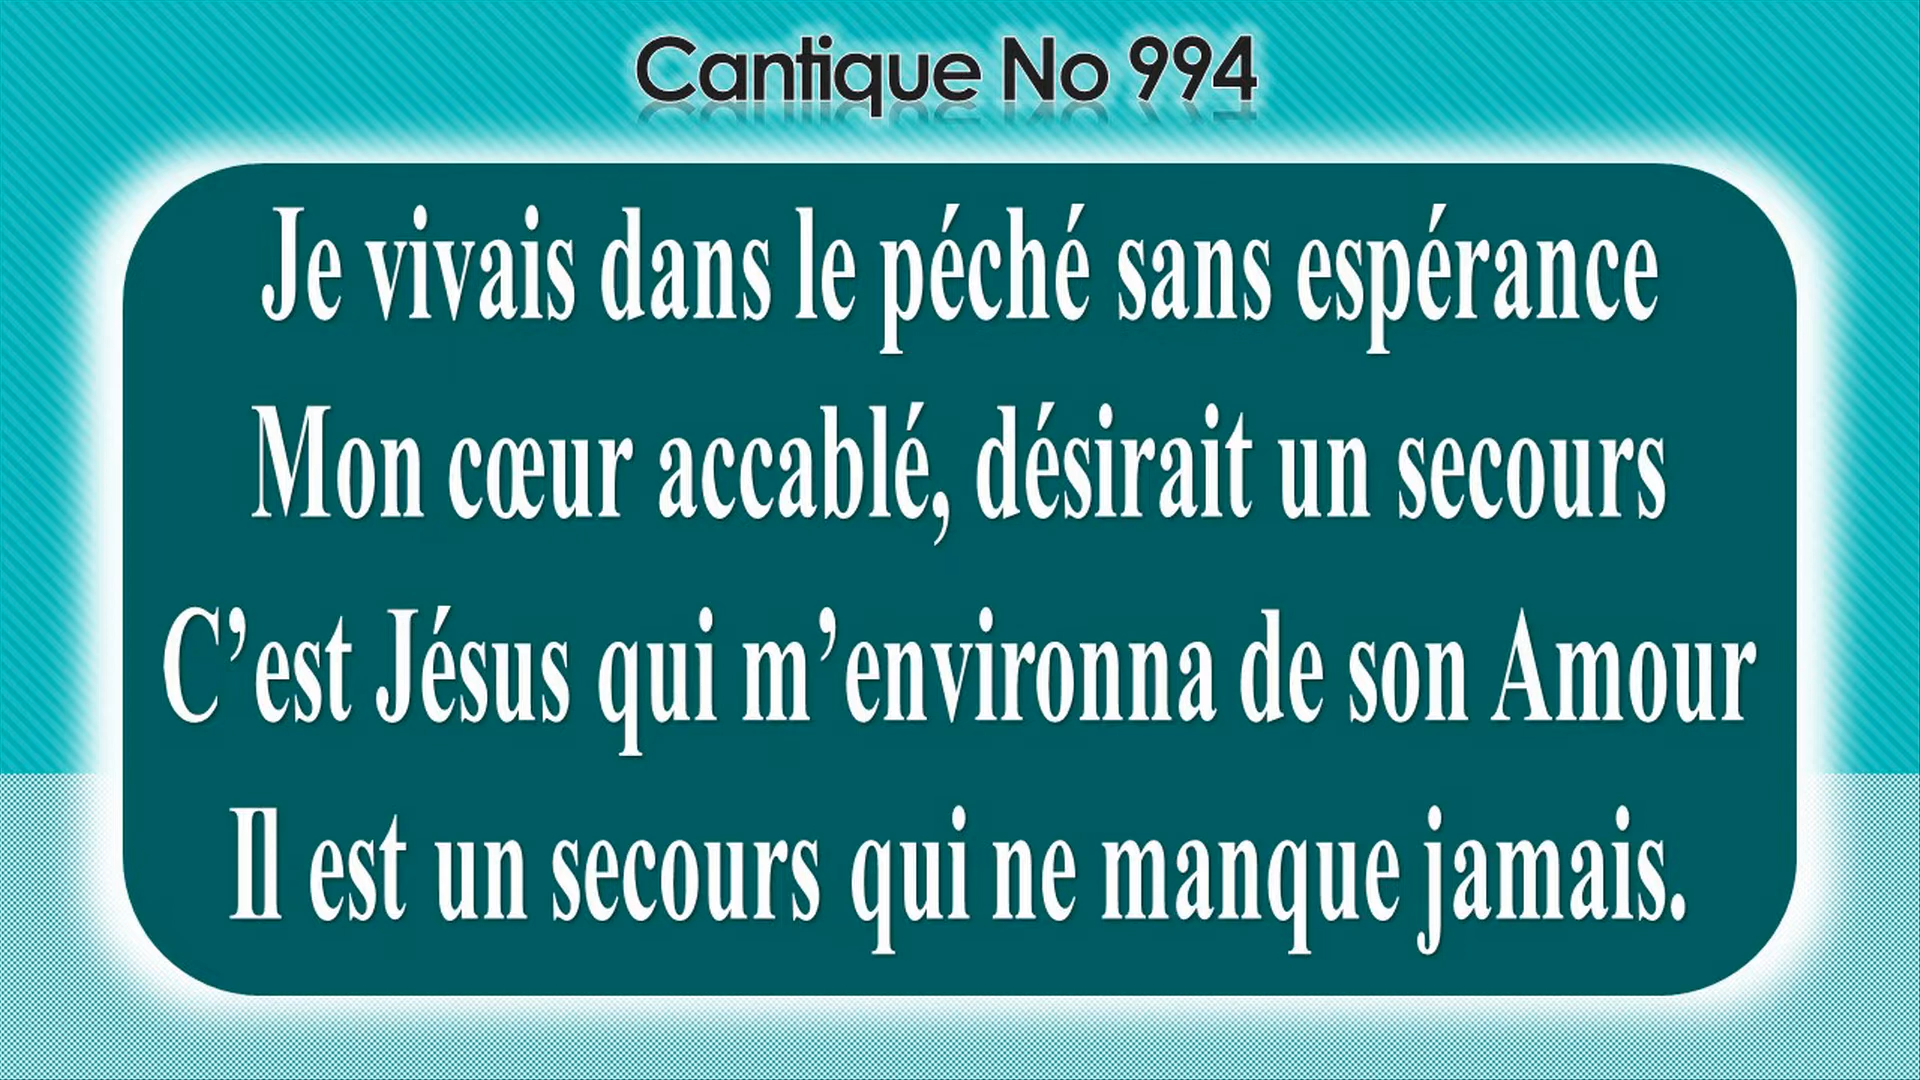 Cantique No 994
Je vivais dans le péché sans espérance
Mon cœur accablé, désirait un secours
C’est Jésus qui m’environna de son Amour
Il est un secours qui ne manque jamais.